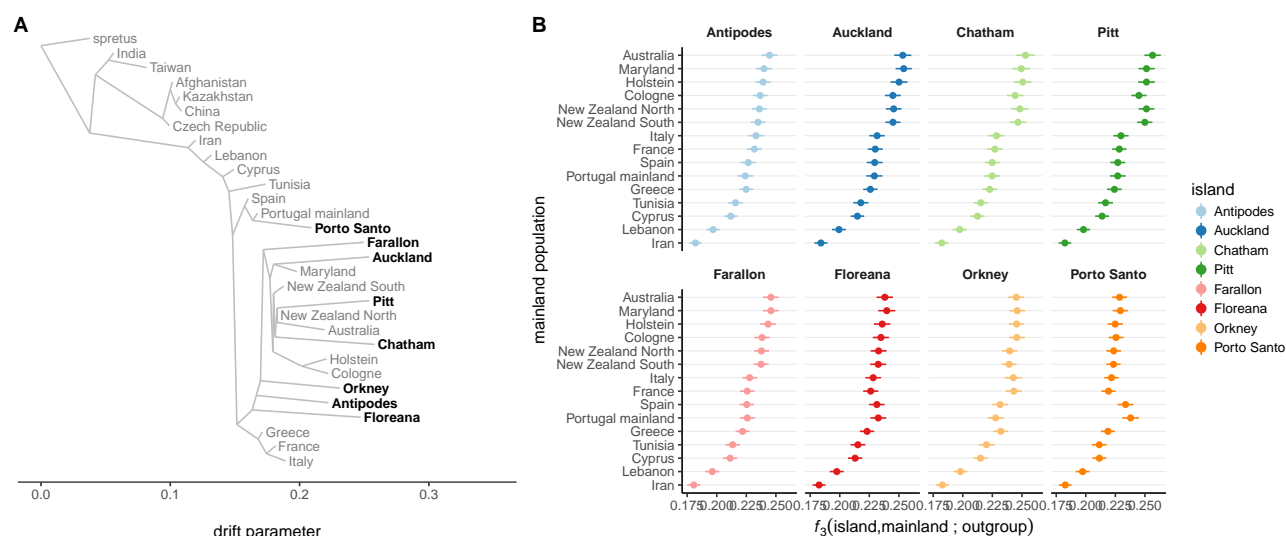 A
spretus
India
Taiwan
Afghanistan
Kazakhstan
China
Czech Republic
Iran
Lebanon
Cyprus
Tunisia
Spain
Portugal mainland
Porto Santo
Farallon
Auckland
Maryland
New Zealand South
Pitt
New Zealand North
Australia
Chatham
Holstein
Cologne
Orkney
Antipodes
Floreana
Greece
France
Italy
0.0 0.1 0.2 0.3
drift parameter
B
Antipodes Auckland Chatham Pitt
Australia
Maryland
Holstein
Cologne
New Zealand North
New Zealand South
Italy
France
Spain
Portugal mainland
Greece
Tunisia
Cyprus
Lebanon
Iran
mainland population
Farallon Floreana Orkney Porto Santo
Australia
Maryland
Holstein
Cologne
New Zealand North
New Zealand South
Italy
France
Spain
Portugal mainland
Greece
Tunisia
Cyprus
Lebanon
Iran
0.175 0.200 0.225 0.250 0.175 0.200 0.225 0.250 0.175 0.200 0.225 0.250 0.175 0.200 0.225 0.250
f3(island,mainland ; outgroup)
island
Antipodes
Auckland
Chatham
Pitt
Farallon
Floreana
Orkney
Porto Santo